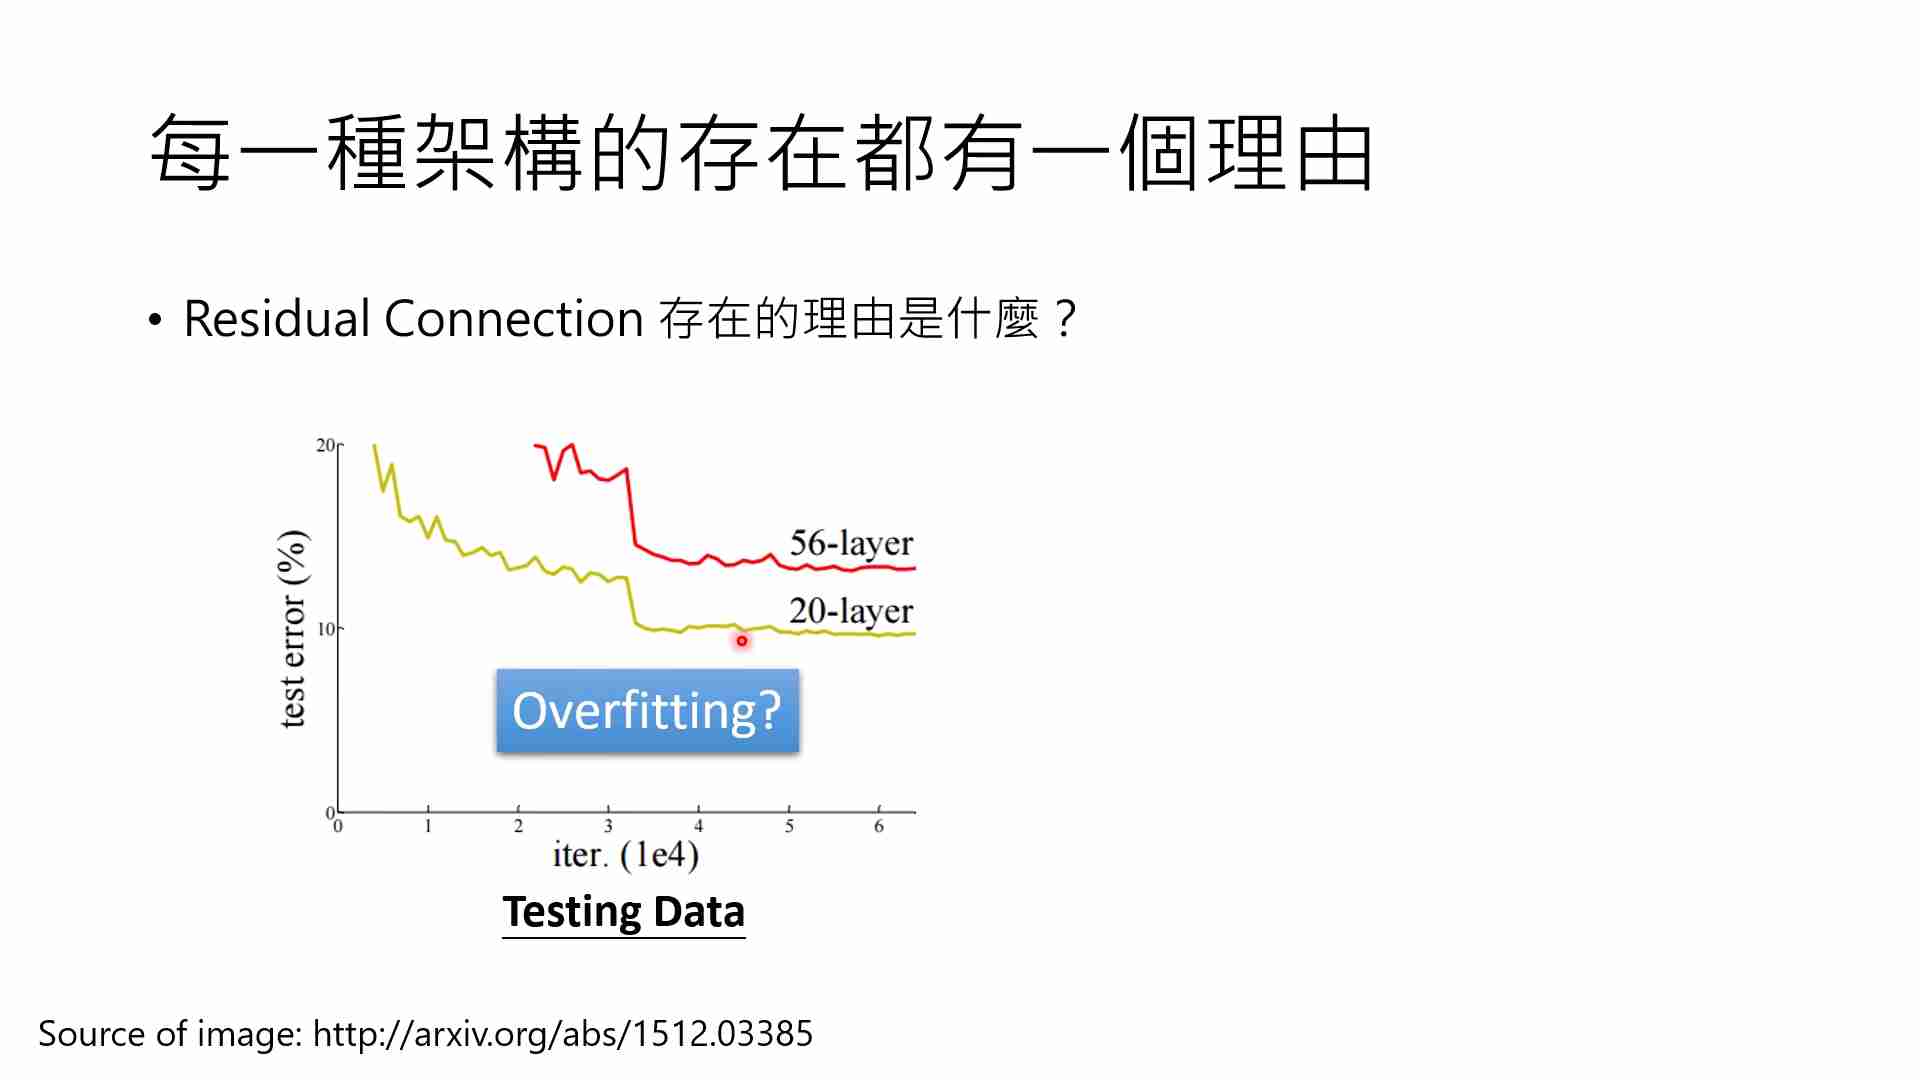 每一種架構的存在都有一個理由
• Residual Connection 存在的理由是什麼？
20
10
0
test error (%)
56-layer
20-layer
Overfitting?
0 1 2 3 4 5 6
iter. (1e4)
Testing Data
Source of image: http://arxiv.org/abs/1512.03385